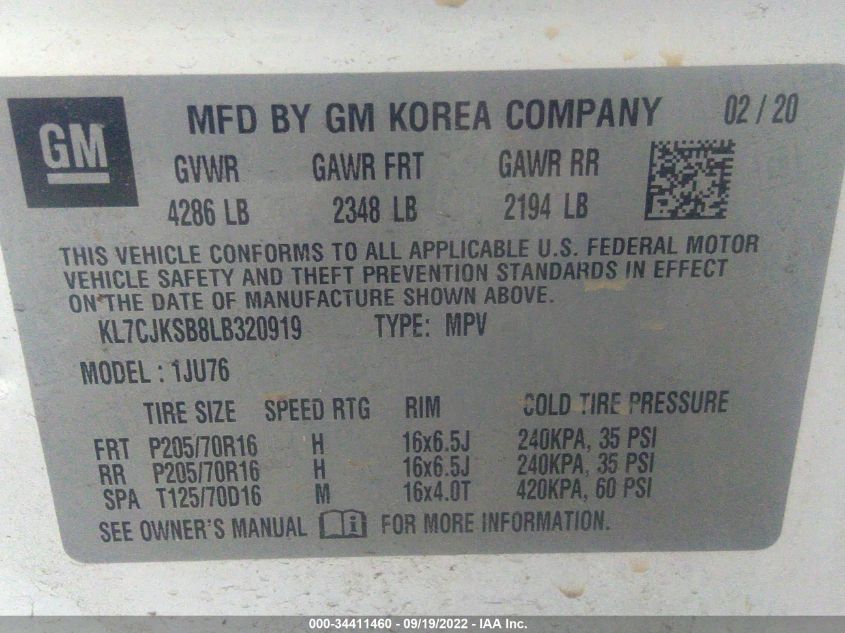 GM
MFD BY GM KOREA COMPANY 02 / 20
GVWR GAWR FRT GAWR RR
4286 LB 2348 LB 2194 LB
THIS VEHICLE CONFORMS TO ALL APPLICABLE U.S. FEDERAL MOTOR
VEHICLE SAFETY AND THEFT PREVENTION STANDARDS IN EFFECT
ON THE DATE OF MANUFACTURE SHOWN ABOVE.
KL7CJKSB8LB320919 TYPE: MPV
MODEL : 1JU76
TIRE SIZE SPEED RTG RIM COLD TIRE PRESSURE
FRT P205/70R16 H 16x6.5J 240KPA, 35 PSI
RR P205/70R16 H 16x6.5J 240KPA, 35 PSI
SPA T125/70D16 M 16x4.0T 420KPA, 60 PSI
SEE OWNER'S MANUAL FOR MORE INFORMATION.
000-34411460 - 09/19/2022 - IAA Inc.